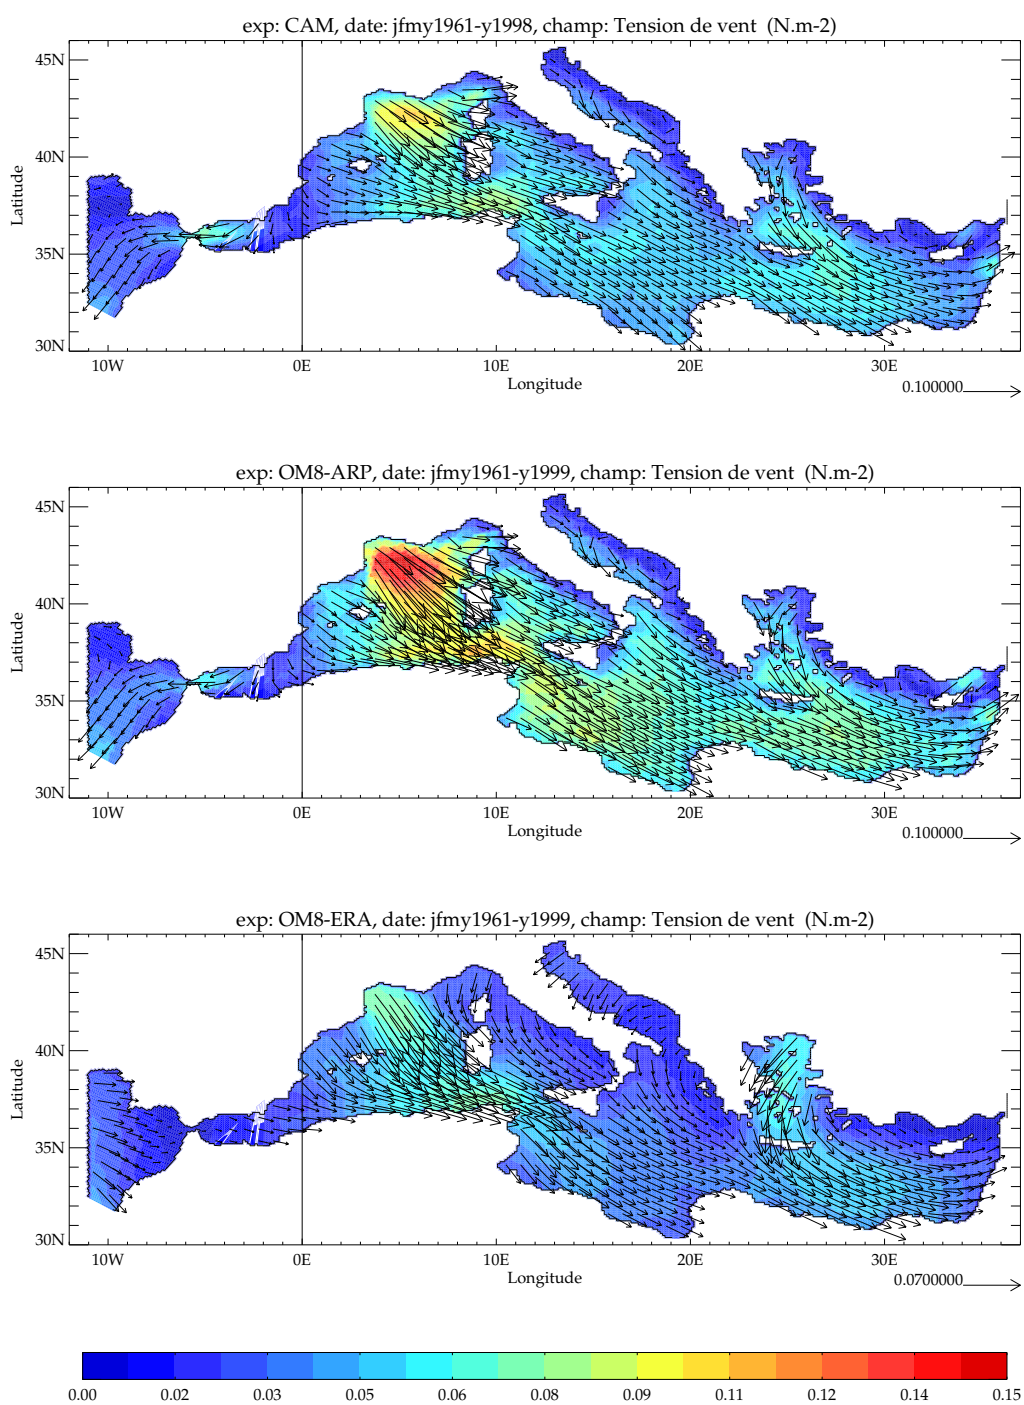 exp: CAM, date: jfmy1961-y1998, champ: Tension de vent (N.m-2)
45N
40N
35N
30N
Latitude
10W 0E 10E 20E 30E
Longitude
0.100000
exp: OM8-ARP, date: jfmy1961-y1999, champ: Tension de vent (N.m-2)
45N
40N
35N
30N
Latitude
10W 0E 10E 20E 30E
Longitude
0.100000
exp: OM8-ERA, date: jfmy1961-y1999, champ: Tension de vent (N.m-2)
45N
40N
35N
30N
Latitude
10W 0E 10E 20E 30E
Longitude
0.0700000
0.00 0.02 0.03 0.05 0.06 0.08 0.09 0.11 0.12 0.14 0.15